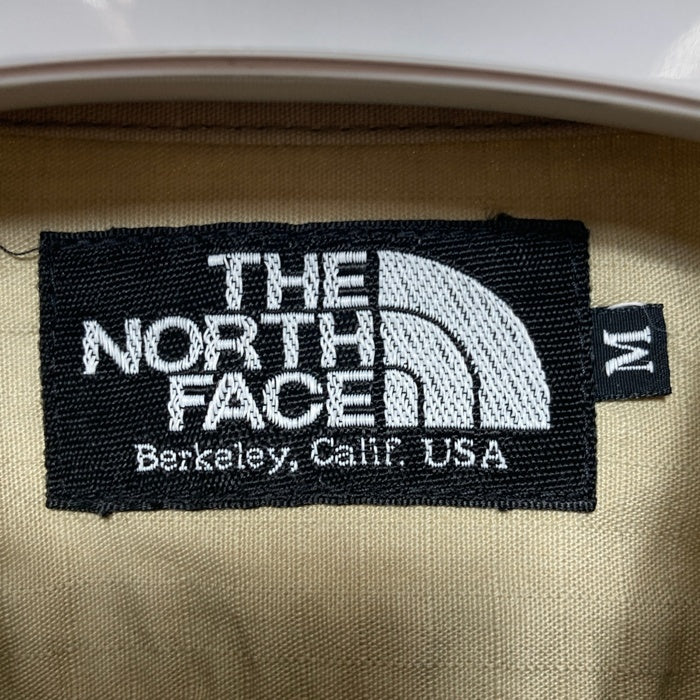 THE
NORTH
FACE
Berkeley, Calif. USA
M